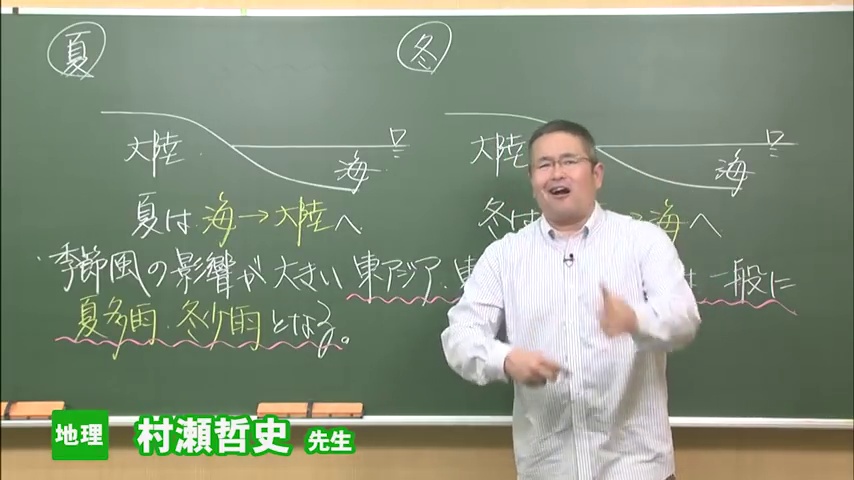 夏
冬
大陸
海
大陸
海
夏は 海→大陸へ
冬は 海へ
季節風の影響が大きい 東アジア・東 は一般に
夏多雨・冬少雨となる。
地理 村瀬哲史 先生